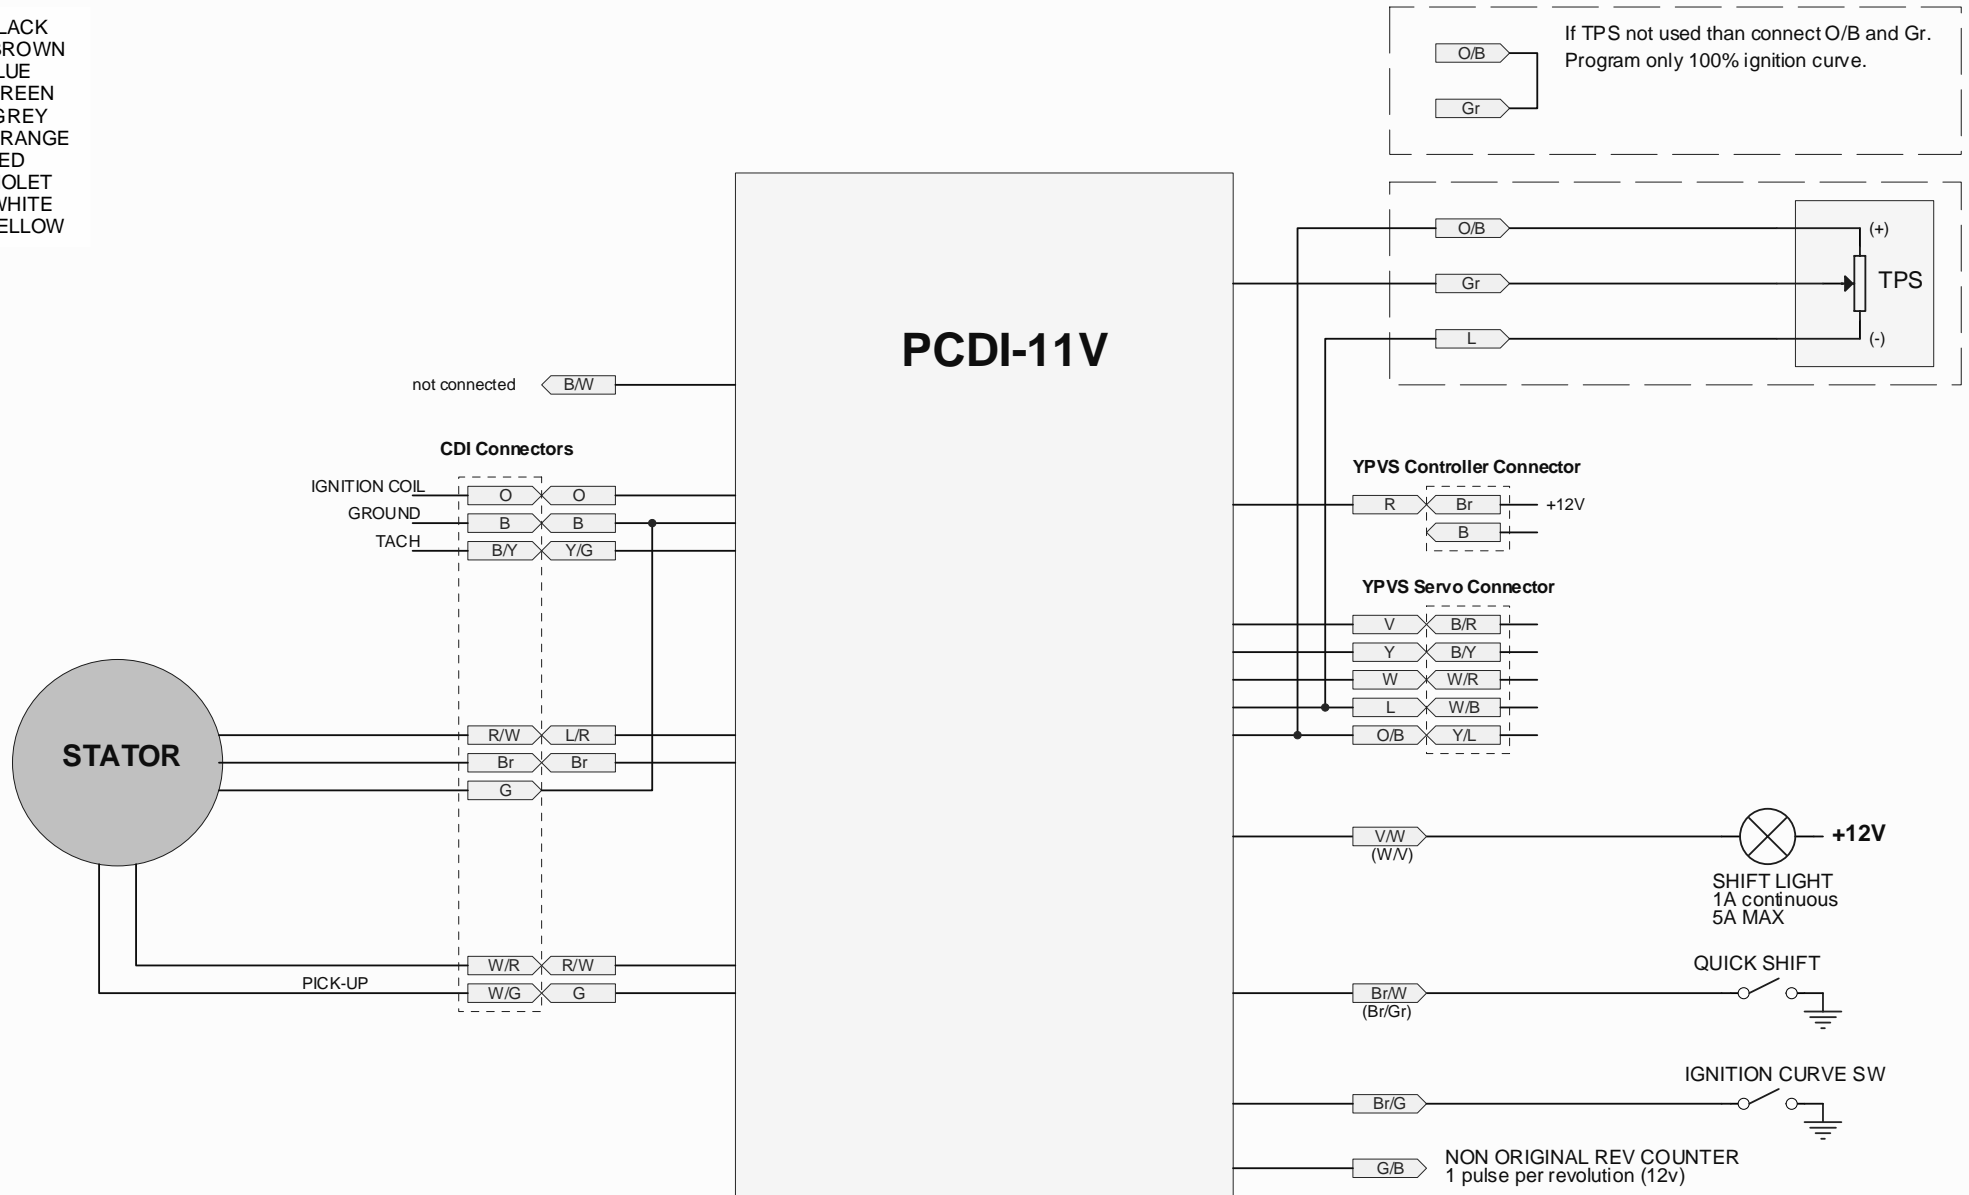 LACK
BROWN
LUE
REEN
GREY
RANGE
ED
OLET
WHITE
ELLOW
O/B
Gr
If TPS not used than connect O/B and Gr.
Program only 100% ignition curve.
O/B
Gr
L
(+)
TPS
(-)
PCDI-11V
not connected
B/W
CDI Connectors
IGNITION COIL
O
O
GROUND
B
B
TACH
B/Y
Y/G
STATOR
R/W
L/R
Br
Br
G
PICK-UP
W/R
R/W
W/G
G
YPVS Controller Connector
R
Br
+12V
B
YPVS Servo Connector
V
B/R
Y
B/Y
W
W/R
L
W/B
O/B
Y/L
V/W
(W/V)
+12V
SHIFT LIGHT
1A continuous
5A MAX
QUICK SHIFT
Br/W
(Br/Gr)
IGNITION CURVE SW
Br/G
G/B
NON ORIGINAL REV COUNTER
1 pulse per revolution (12v)